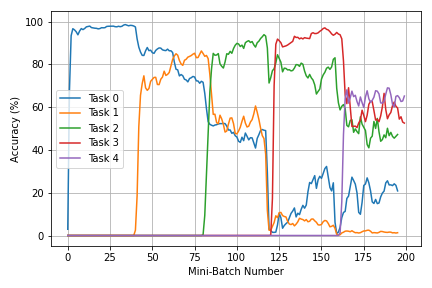 100
80
60
40
20
0
Accuracy (%)
Task 0
Task 1
Task 2
Task 3
Task 4
0 25 50 75 100 125 150 175 200
Mini-Batch Number